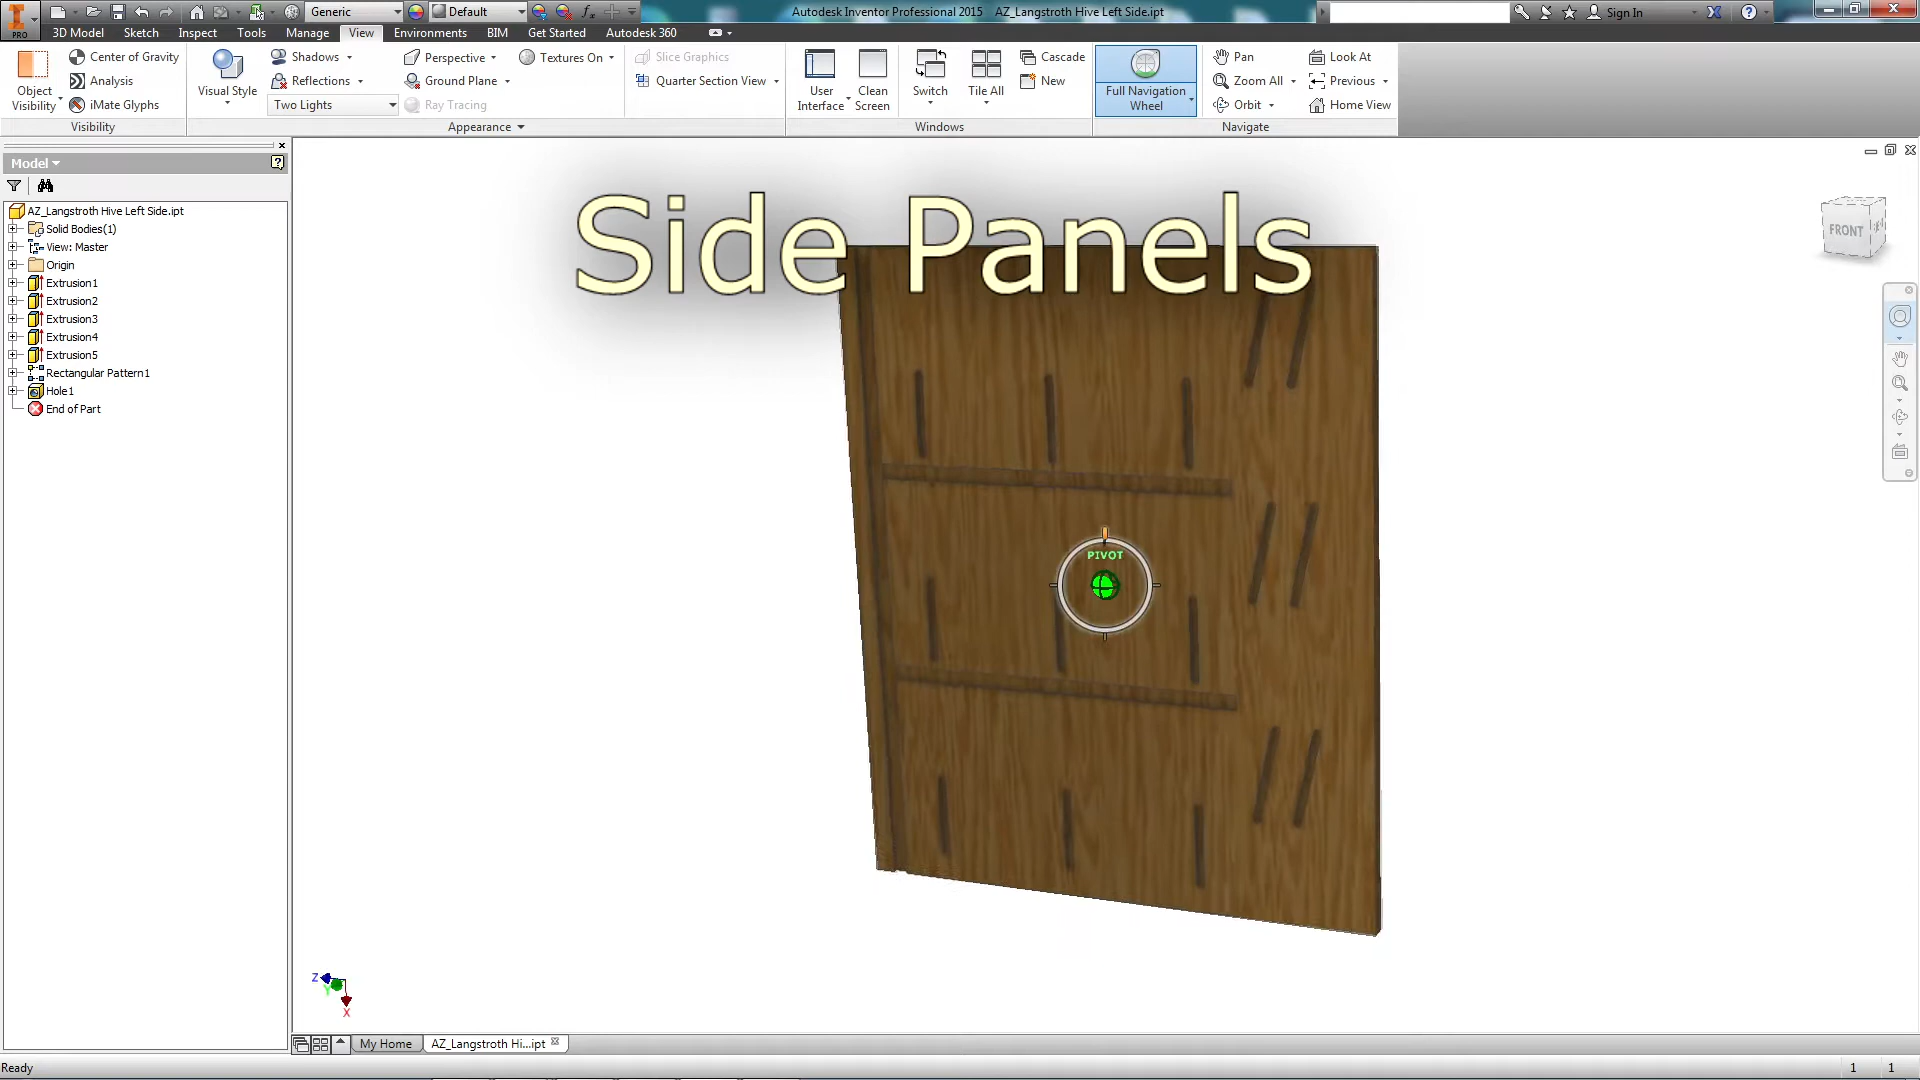 PRO
Generic
Default
Autodesk Inventor Professional 2015 AZ_Langstroth Hive Left Side.ipt
Sign In
3D Model Sketch Inspect Tools Manage View Environments BIM Get Started Autodesk 360
Object Visibility
Center of Gravity
Analysis
iMate Glyphs
Visibility
Visual Style
Shadows
Reflections
Two Lights
Perspective
Ground Plane
Ray Tracing
Textures On
Appearance
Slice Graphics
Quarter Section View
User Interface
Clean Screen
Switch
Tile All
Cascade
New
Windows
Full Navigation Wheel
Pan
Zoom All
Orbit
Look At
Previous
Home View
Navigate
Model
AZ_Langstroth Hive Left Side.ipt
Solid Bodies(1)
View: Master
Origin
Extrusion1
Extrusion2
Extrusion3
Extrusion4
Extrusion5
Rectangular Pattern1
Hole1
End of Part
Side Panels
FRONT
PIVOT
Z
Y
X
My Home
AZ_Langstroth Hi...ipt
Ready
1 1